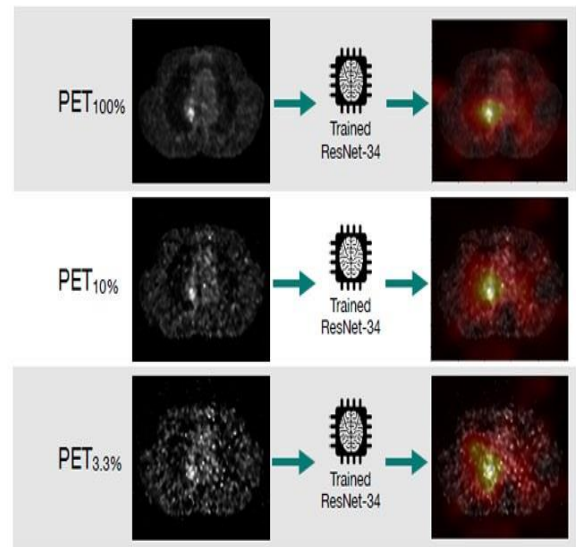 PET100%
Trained
ResNet-34
PET10%
Trained
ResNet-34
PET3.3%
Trained
ResNet-34